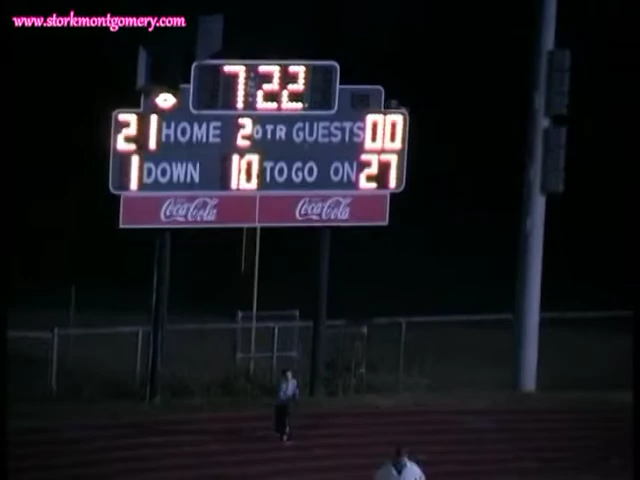 www.storkmontgomery.com
7:22
21 HOME 2 QTR GUESTS 00
1 DOWN 10 TO GO ON 27
Coca-Cola Coca-Cola